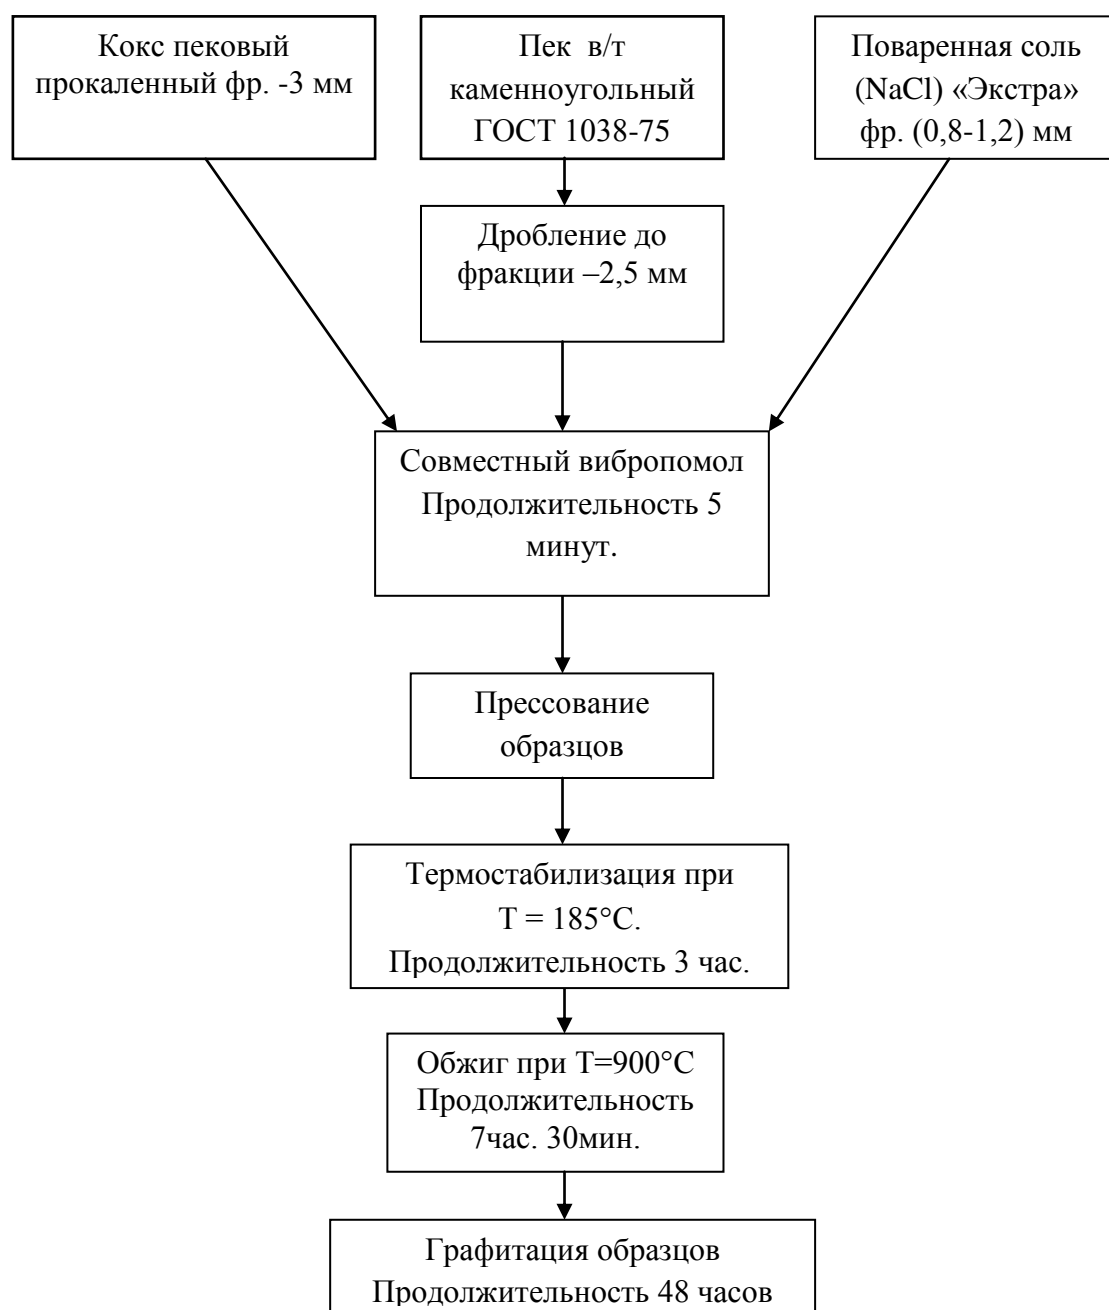 Кокс пековый
прокаленный фр. -3 мм
Пек в/т
каменноугольный
ГОСТ 1038-75
Поваренная соль
(NaCl) «Экстра»
фр. (0,8-1,2) мм
Дробление до
фракции –2,5 мм
Совместный вибропомол
Продолжительность 5
минут.
Прессование
образцов
Термостабилизация при
Т = 185°С.
Продолжительность 3 час.
Обжиг при Т=900°С
Продолжительность
7час. 30мин.
Графитация образцов
Продолжительность 48 часов